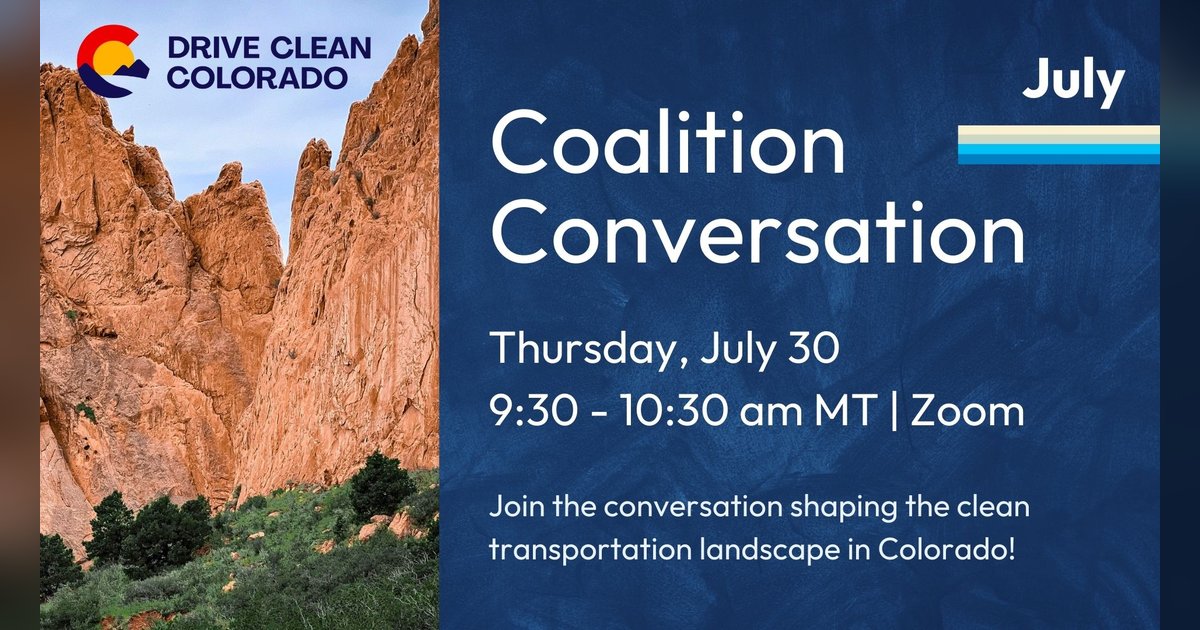 DRIVE CLEAN
COLORADO
July
Coalition
Conversation
Thursday, July 30
9:30 - 10:30 am MT | Zoom
Join the conversation shaping the clean
transportation landscape in Colorado!